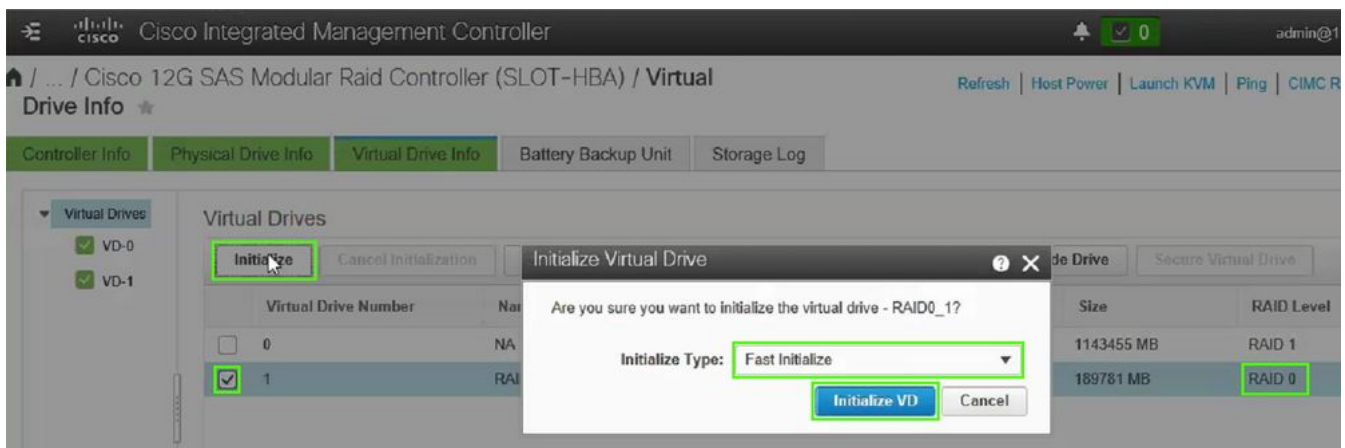 cisco Cisco Integrated Management Controller 0 admin@1
/ ... / Cisco 12G SAS Modular Raid Controller (SLOT-HBA) / Virtual
Drive Info
Refresh | Host Power | Launch KVM | Ping | CIMC R
Controller Info Physical Drive Info Virtual Drive Info Battery Backup Unit Storage Log
Virtual Drives
VD-0
VD-1
Virtual Drives
Initialize Cancel Initialization de Drive Secure Virtual Drive
Virtual Drive Number Nar Size RAID Level
0 NA 1143455 MB RAID 1
1 RAI 189781 MB RAID 0
Initialize Virtual Drive
Are you sure you want to initialize the virtual drive - RAID0_1?
Initialize Type: Fast Initialize
Initialize VD Cancel